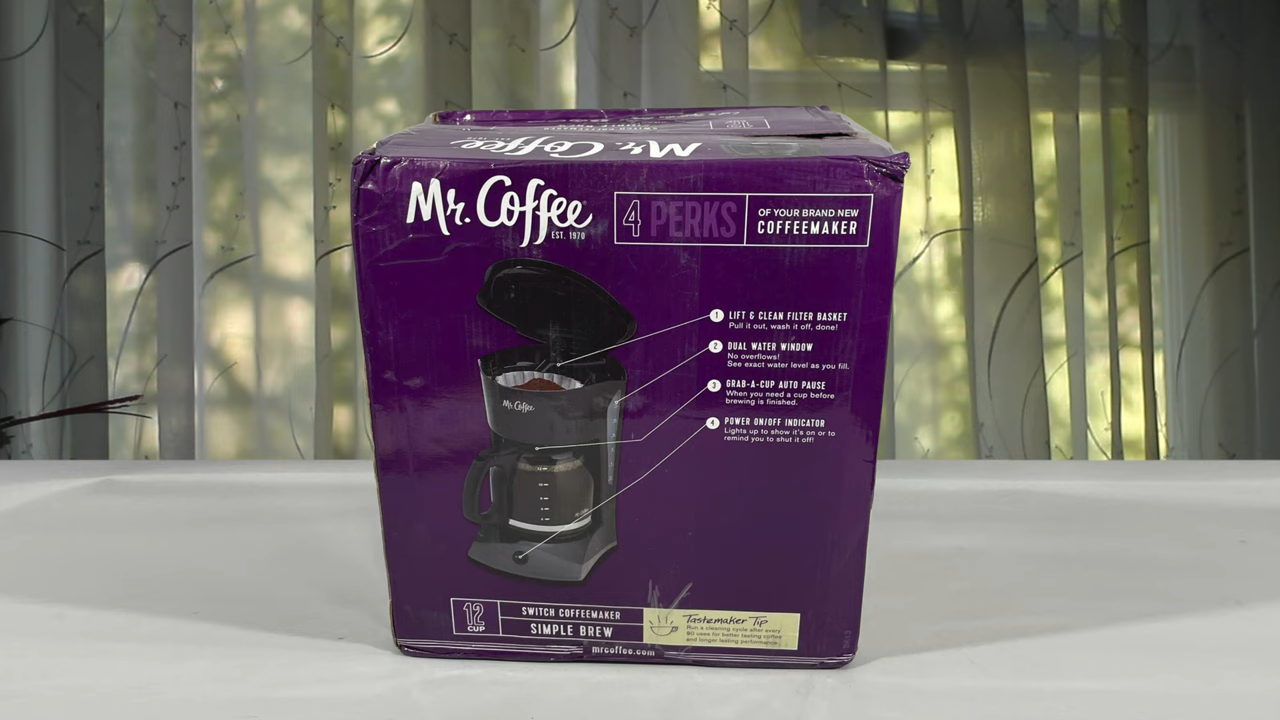 Mr. Coffee
Mr. Coffee
EST. 1970
4 PERKS
OF YOUR BRAND NEW
COFFEEMAKER
1 LIFT & CLEAN FILTER BASKET
Pull it out, wash it off, done!
2 DUAL WATER WINDOW
No overflows!
See exact water level as you fill.
3 GRAB-A-CUP AUTO PAUSE
When you need a cup before
brewing is finished.
4 POWER ON/OFF INDICATOR
Lights up to show it's on or to
remind you to shut it off!
Mr. Coffee
12
CUP
SWITCH COFFEEMAKER
SIMPLE BREW
Tastemaker Tip
Run a cleaning cycle after every
90 uses for better tasting coffee
and longer lasting performance.
mrcoffee.com